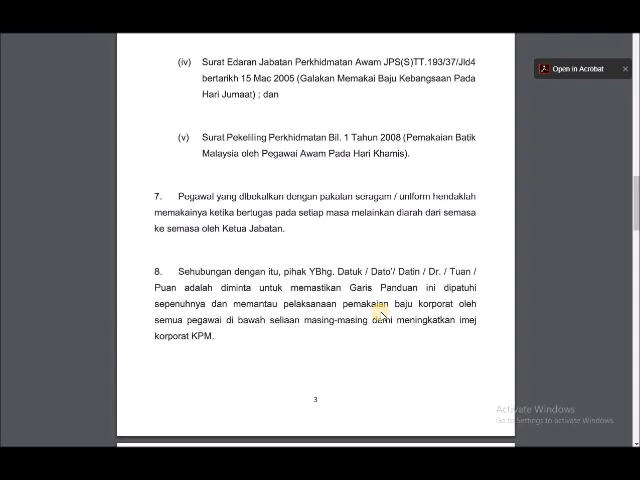 (iv) Surat Edaran Jabatan Perkhidmatan Awam JPS(S)TT.193/37/Jld4
bertarikh 15 Mac 2005 (Galakan Memakai Baju Kebangsaan Pada
Hari Jumaat) ; dan
Open in Acrobat
(v) Surat Pekeliling Perkhidmatan Bil. 1 Tahun 2008 (Pemakaian Batik
Malaysia oleh Pegawai Awam Pada Hari Khamis).
7. Pegawai yang dibekalkan dengan pakaian seragam / uniform hendaklah
memakainya ketika bertugas pada setiap masa melainkan diarah dari semasa
ke semasa oleh Ketua Jabatan.
8. Sehubungan dengan itu, pihak YBhg. Datuk / Dato'/ Datin / Dr. / Tuan /
Puan adalah diminta untuk memastikan Garis Panduan ini dipatuhi
sepenuhnya dan memantau pelaksanaan pemakaian baju korporat oleh
semua pegawai di bawah seliaan masing-masing demi meningkatkan imej
korporat KPM.
3
Activate Windows
Go to Settings to activate Windows.